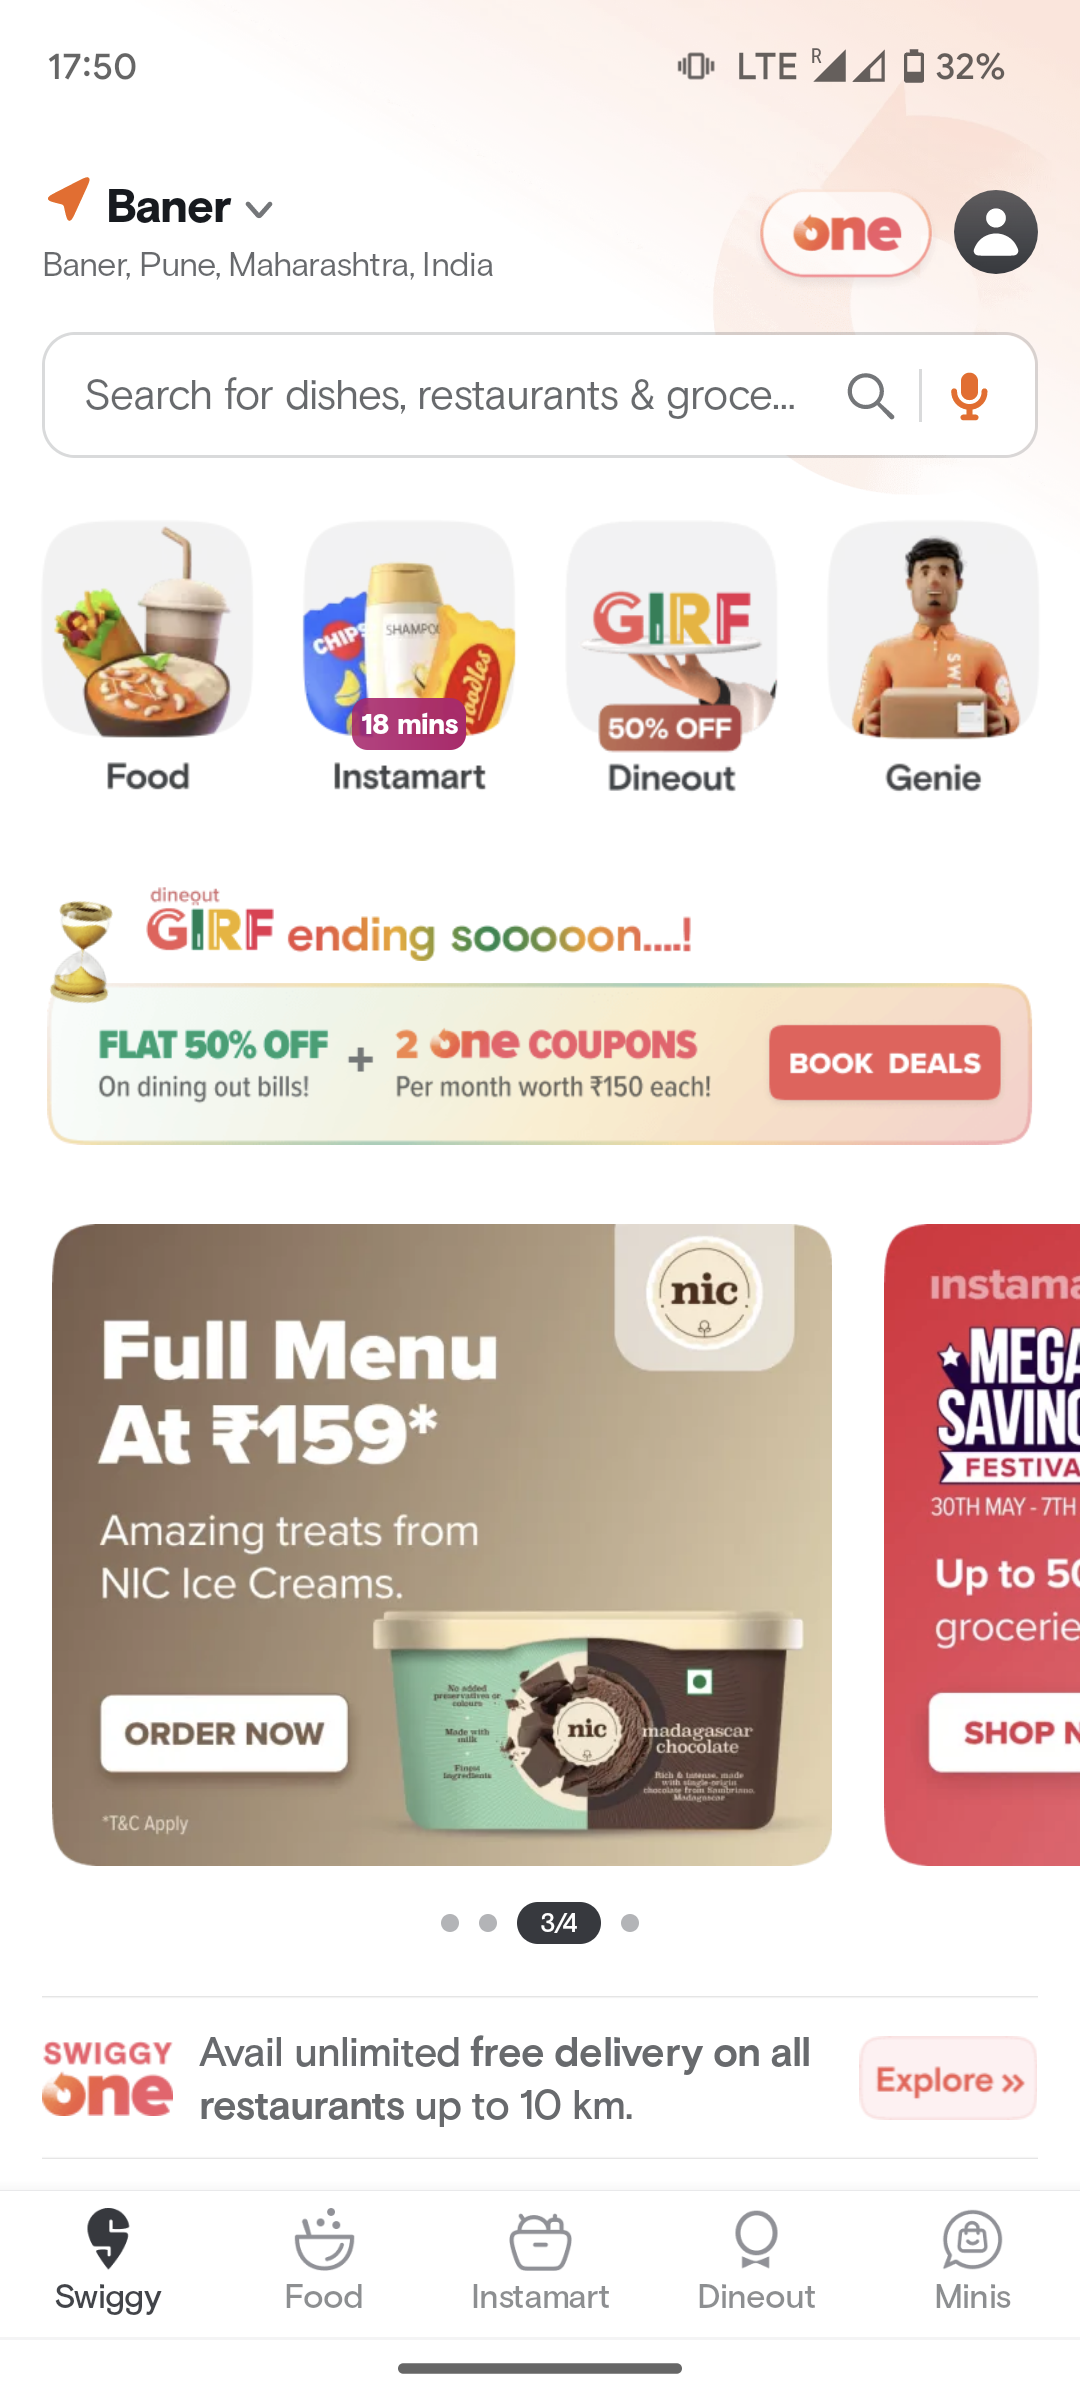 17:50
LTE R 32%
Baner
one
Baner, Pune, Maharashtra, India
Search for dishes, restaurants & groce...
CHIPS
SHAMPO
noodles
18 mins
GIRF
50% OFF
SWI
Food
Instamart
Dineout
Genie
dineout
GIRF ending sooooon....!
FLAT 50% OFF + 2 one COUPONS
On dining out bills!
Per month worth ₹150 each!
BOOK DEALS
nic
Full Menu
At ₹159*
Amazing treats from
NIC Ice Creams.
ORDER NOW
*T&C Apply
No added
preservatives or
colours
Made with
milk
Finest
Ingredients
nic
madagascar
chocolate
Rich & intense, made
with single-origin
chocolate from Sambriano,
Madagascar
instama
MEGA
SAVING
FESTIVA
30TH MAY - 7TH
Up to 50
grocerie
SHOP N
3/4
SWIGGY
one
Avail unlimited free delivery on all
restaurants up to 10 km.
Explore »
Swiggy
Food
Instamart
Dineout
Minis